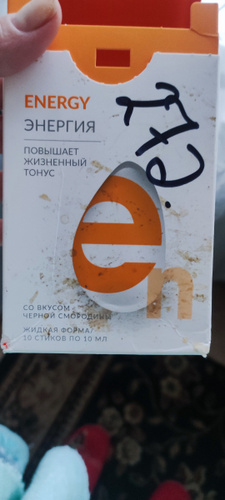 ENERGY
ЭНЕРГИЯ
ПОВЫШАЕТ
ЖИЗНЕННЫЙ
ТОНУС
en
СО ВКУСОМ
ЧЕРНОЙ СМОРОДИНЫ
ЖИДКАЯ ФОРМА/
10 СТИКОВ ПО 10 МЛ